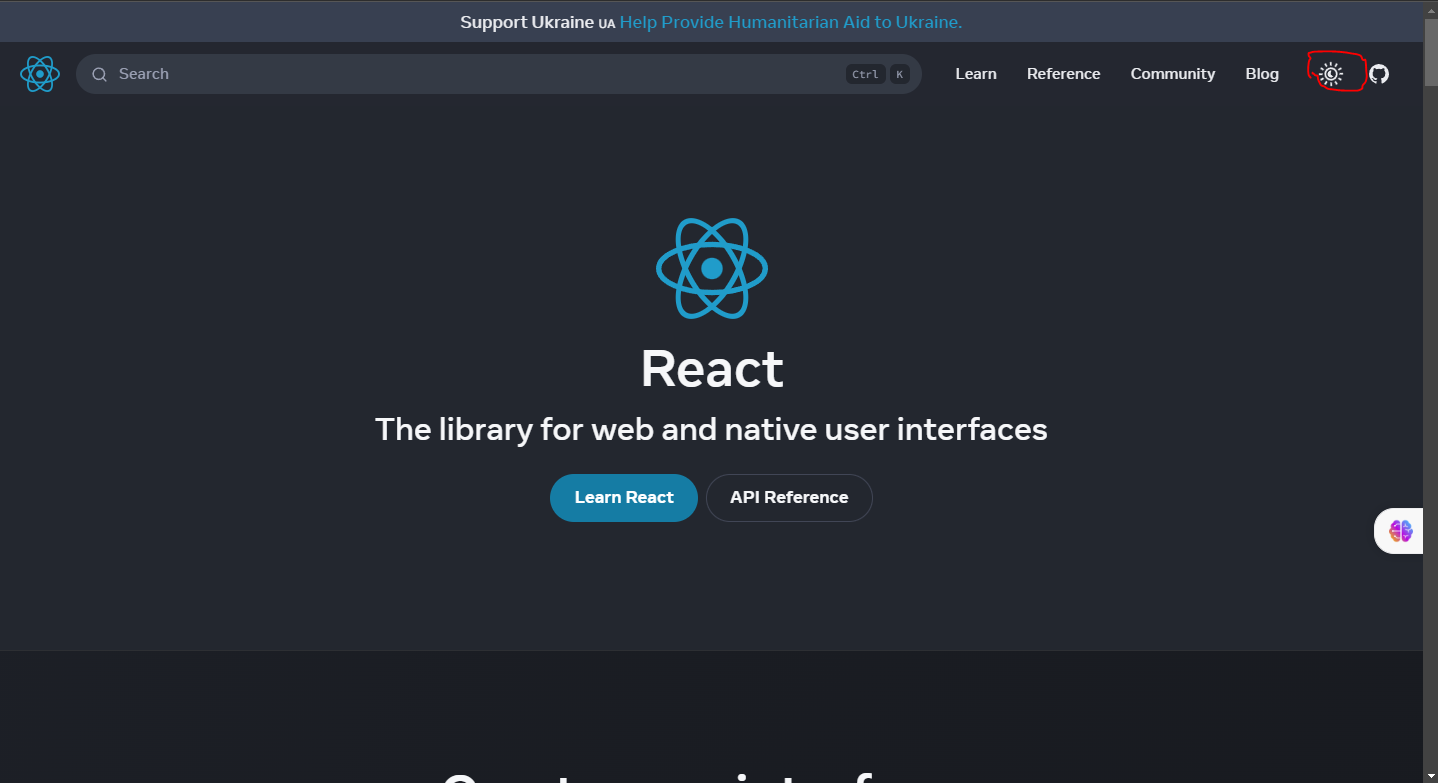 Support Ukraine UA Help Provide Humanitarian Aid to Ukraine.
Search Ctrl K Learn Reference Community Blog
React
The library for web and native user interfaces
Learn React API Reference